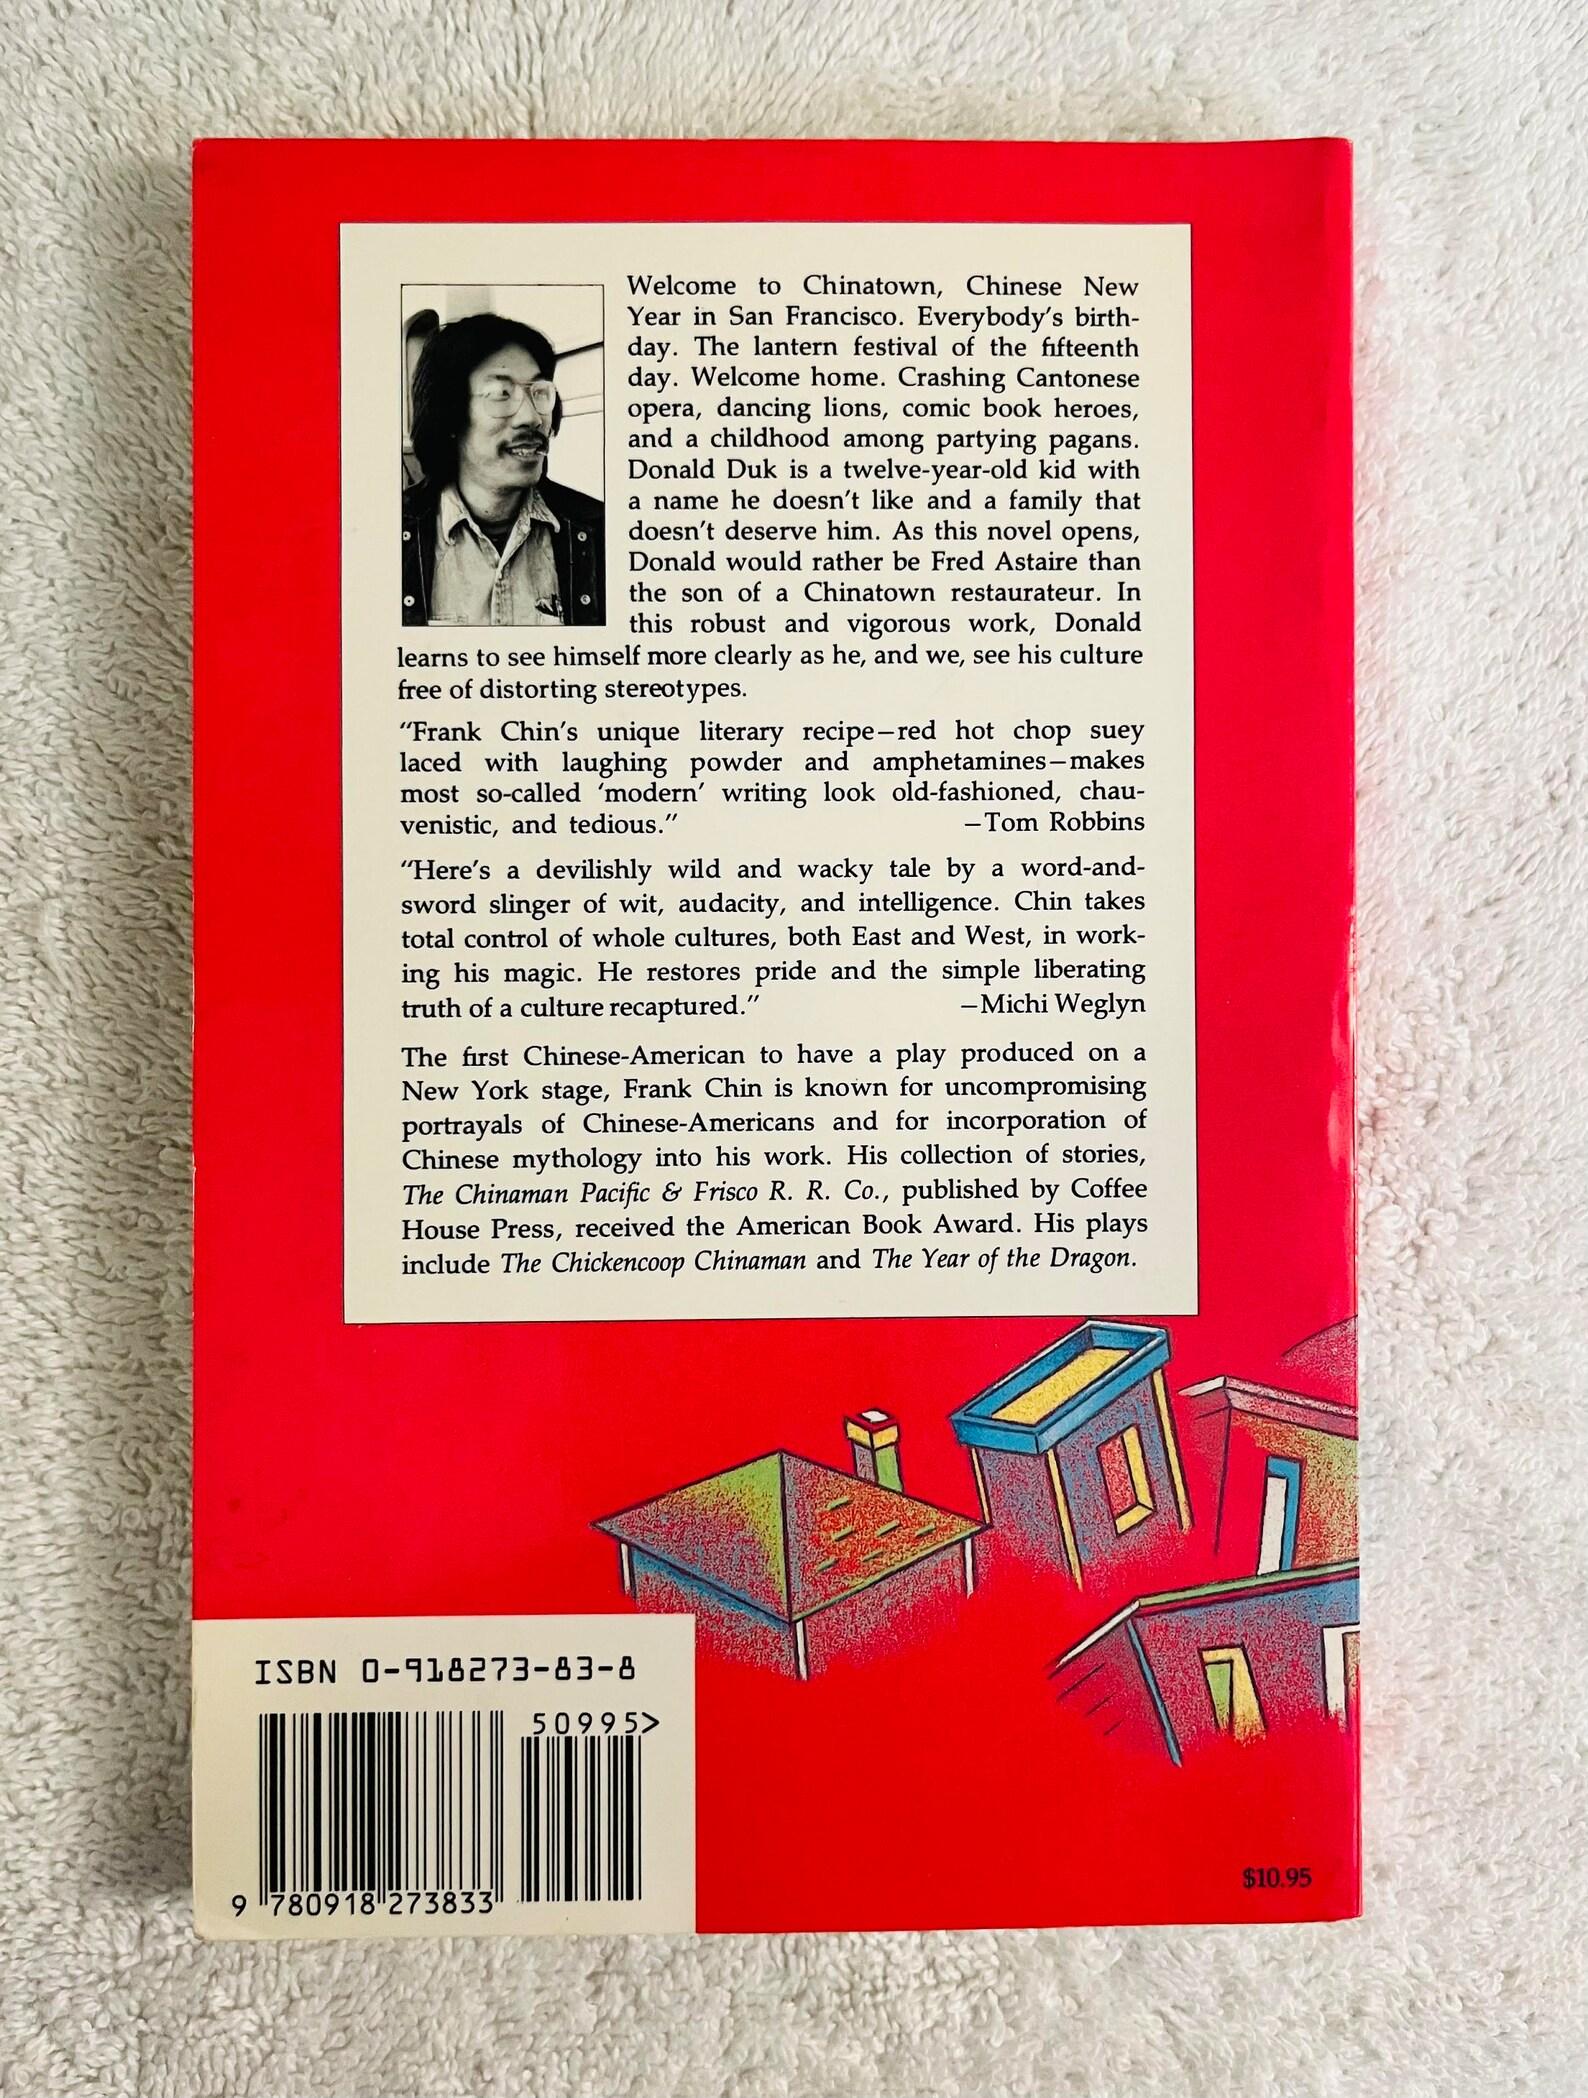 Welcome to Chinatown, Chinese New
Year in San Francisco. Everybody's birth-
day. The lantern festival of the fifteenth
day. Welcome home. Crashing Cantonese
opera, dancing lions, comic book heroes,
and a childhood among partying pagans.
Donald Duk is a twelve-year-old kid with
a name he doesn't like and a family that
doesn't deserve him. As this novel opens,
Donald would rather be Fred Astaire than
the son of a Chinatown restaurateur. In
this robust and vigorous work, Donald
learns to see himself more clearly as he, and we, see his culture
free of distorting stereotypes.
"Frank Chin's unique literary recipe—red hot chop suey
laced with laughing powder and amphetamines—makes
most so-called 'modern' writing look old-fashioned, chau-
venistic, and tedious." —Tom Robbins
"Here's a devilishly wild and wacky tale by a word-and-
sword slinger of wit, audacity, and intelligence. Chin takes
total control of whole cultures, both East and West, in work-
ing his magic. He restores pride and the simple liberating
truth of a culture recaptured." —Michi Weglyn
The first Chinese-American to have a play produced on a
New York stage, Frank Chin is known for uncompromising
portrayals of Chinese-Americans and for incorporation of
Chinese mythology into his work. His collection of stories,
The Chinaman Pacific & Frisco R. R. Co., published by Coffee
House Press, received the American Book Award. His plays
include The Chickencoop Chinaman and The Year of the Dragon.
ISBN 0-918273-83-8
50995>
9 780918 273833
$10.95